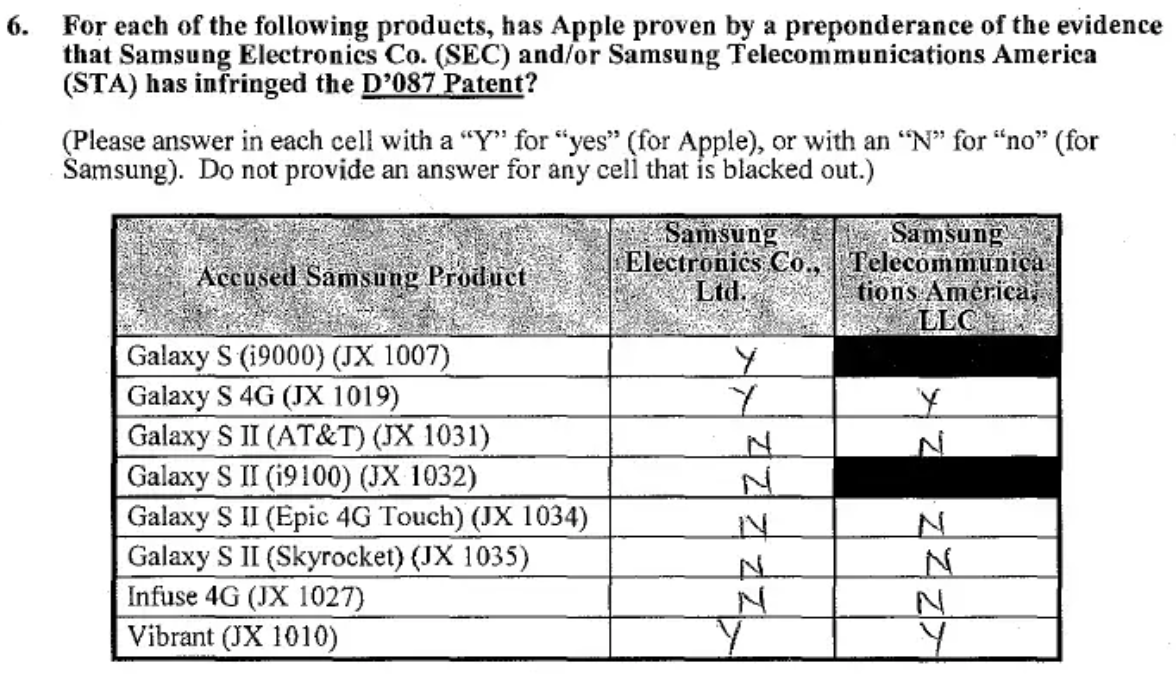 6. For each of the following products, has Apple proven by a preponderance of the evidence
that Samsung Electronics Co. (SEC) and/or Samsung Telecommunications America
(STA) has infringed the D’087 Patent?
(Please answer in each cell with a “Y” for “yes” (for Apple), or with an “N” for “no” (for
Samsung). Do not provide an answer for any cell that is blacked out.)
Accused Samsung Product Samsung Electronics Co., Ltd. Samsung Telecommunica tions America, LLC
Galaxy S (i9000) (JX 1007) Y
Galaxy S 4G (JX 1019) Y Y
Galaxy S II (AT&T) (JX 1031) N N
Galaxy S II (i9100) (JX 1032) N
Galaxy S II (Epic 4G Touch) (JX 1034) N N
Galaxy S II (Skyrocket) (JX 1035) N N
Infuse 4G (JX 1027) N N
Vibrant (JX 1010) Y Y